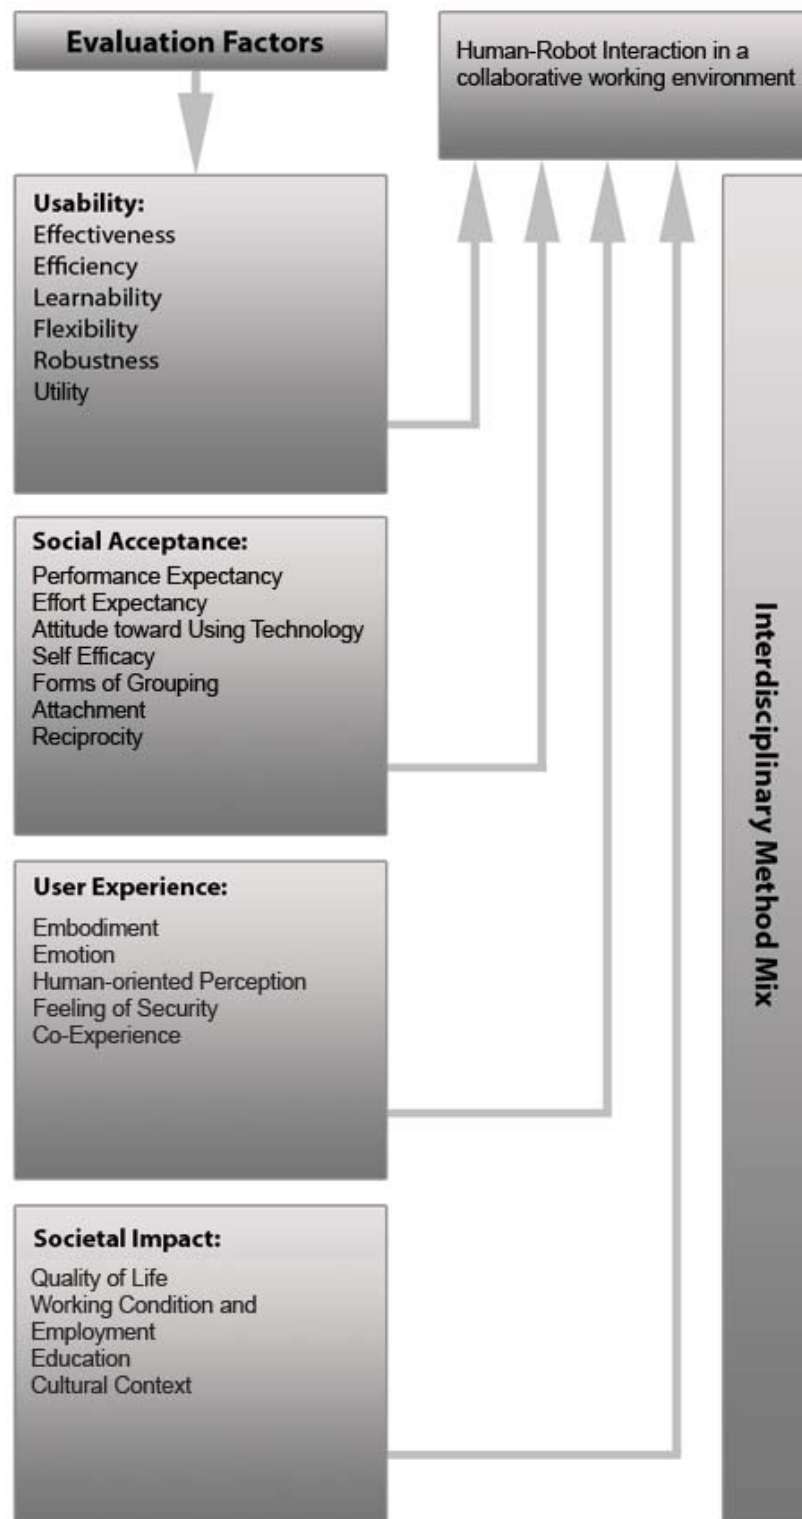 Evaluation Factors
Human-Robot Interaction in a
collaborative working environment
Usability:
Effectiveness
Efficiency
Learnability
Flexibility
Robustness
Utility
Social Acceptance:
Performance Expectancy
Effort Expectancy
Attitude toward Using Technology
Self Efficacy
Forms of Grouping
Attachment
Reciprocity
User Experience:
Embodiment
Emotion
Human-oriented Perception
Feeling of Security
Co-Experience
Societal Impact:
Quality of Life
Working Condition and
Employment
Education
Cultural Context
Interdisciplinary Method Mix